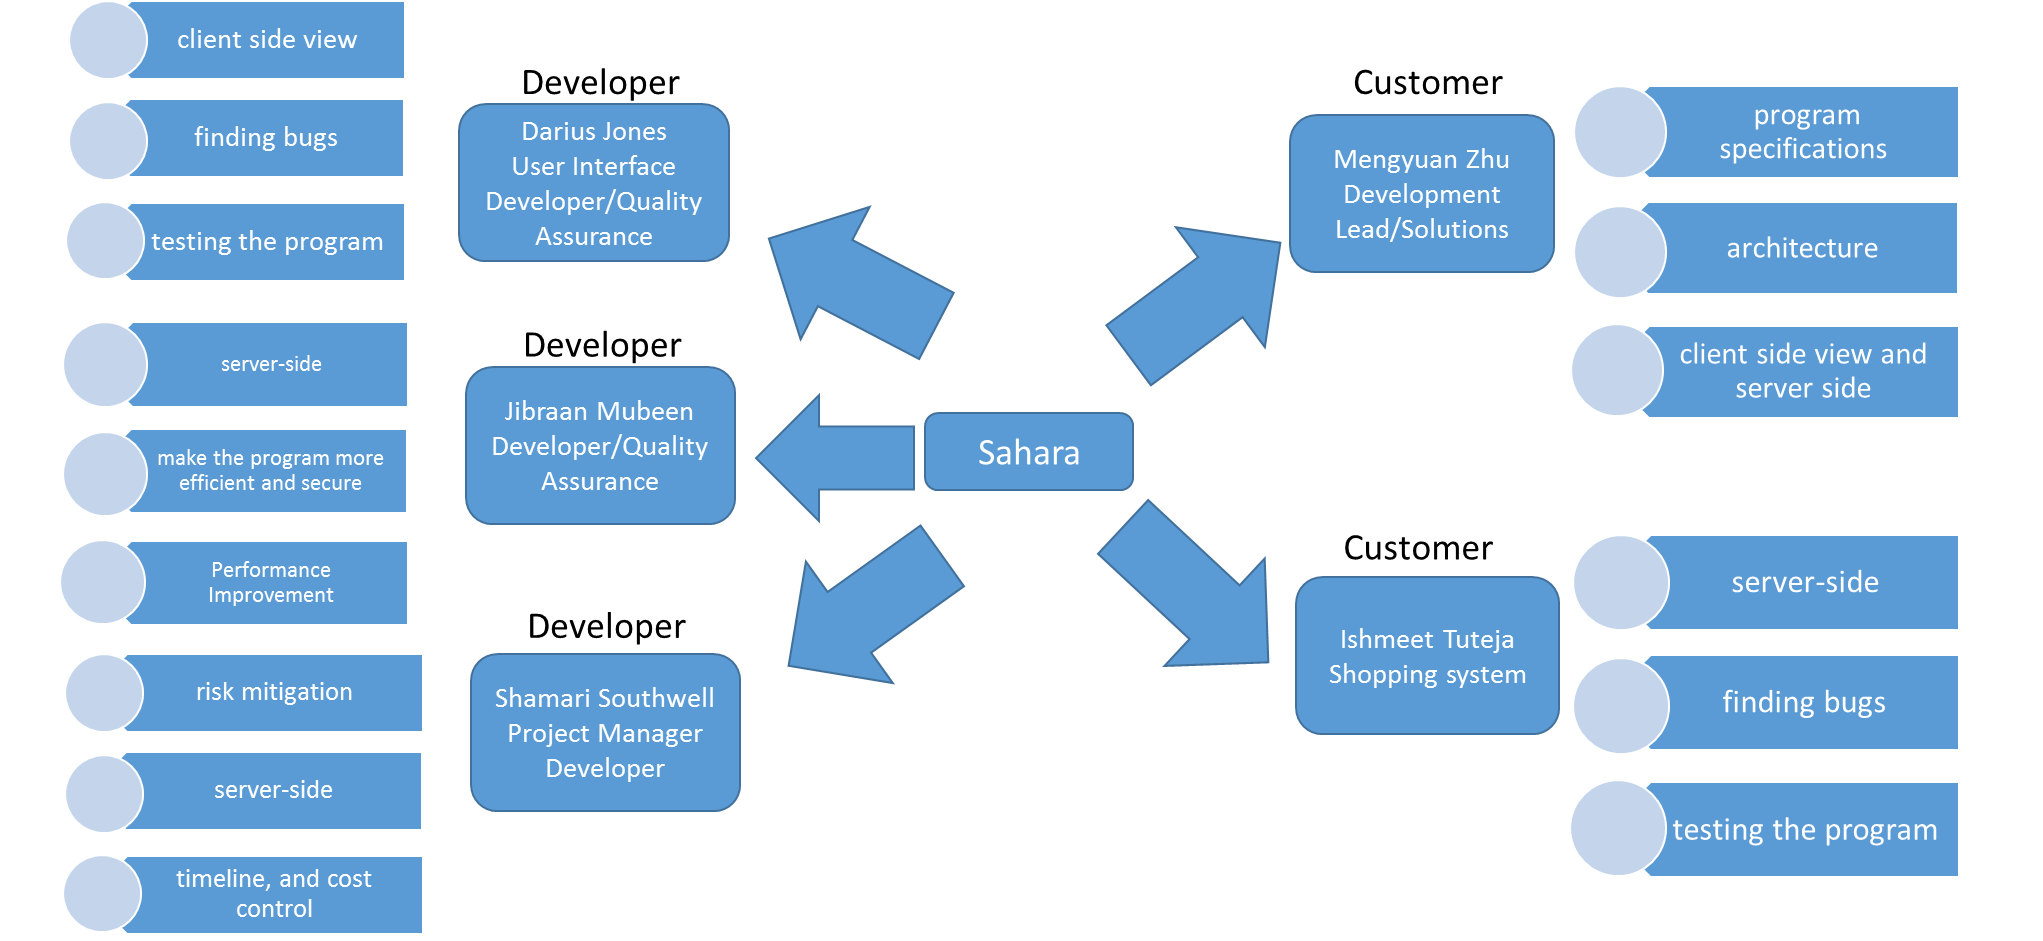 client side view
finding bugs
testing the program
server-side
make the program more
efficient and secure
Performance
Improvement
risk mitigation
server-side
timeline, and cost
control
Developer
Darius Jones
User Interface
Developer/Quality
Assurance
Developer
Jibraan Mubeen
Developer/Quality
Assurance
Developer
Shamari Southwell
Project Manager
Developer
Sahara
Customer
Mengyuan Zhu
Development
Lead/Solutions
Customer
Ishmeet Tuteja
Shopping system
program
specifications
architecture
client side view and
server side
server-side
finding bugs
testing the program